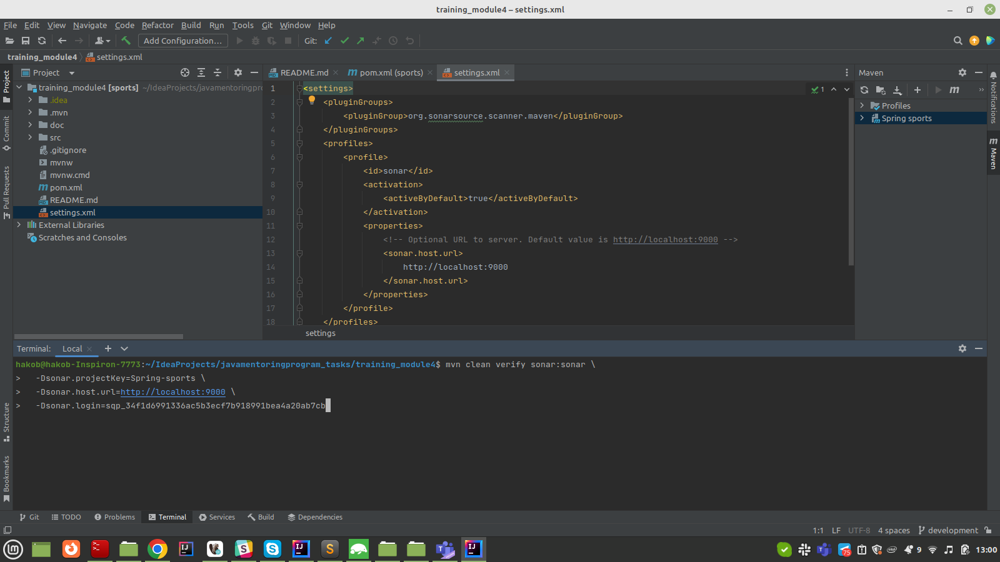 training_module4 – settings.xml
File Edit View Navigate Code Refactor Build Run Tools Git Window Help
Add Configuration... Git:
training_module4 settings.xml
Project
README.md pom.xml (sports) settings.xml
Maven
training_module4 [sports] ~/IdeaProjects/javamentoringpro
.idea
.mvn
doc
src
.gitignore
mvnw
mvnw.cmd
pom.xml
README.md
settings.xml
External Libraries
Scratches and Consoles
1 <settings>
2 <pluginGroups>
3 <pluginGroup>org.sonarsource.scanner.maven</pluginGroup>
4 </pluginGroups>
5 <profiles>
6 <profile>
7 <id>sonar</id>
8 <activation>
9 <activeByDefault>true</activeByDefault>
10 </activation>
11 <properties>
12 <!-- Optional URL to server. Default value is http://localhost:9000 -->
13 <sonar.host.url>
14 http://localhost:9000
15 </sonar.host.url>
16 </properties>
17 </profile>
18 </profiles>
1
settings
Profiles
Spring sports
Project
Commit
Pull Requests
Structure
Bookmarks
Notifications
Maven
Terminal: Local
hakob@hakob-Inspiron-7773:~/IdeaProjects/javamentoringprogram_tasks/training_module4$ mvn clean verify sonar:sonar \
> -Dsonar.projectKey=Spring-sports \
> -Dsonar.host.url=http://localhost:9000 \
> -Dsonar.login=sqp_34f1d6991336ac5b3ecf7b918991bea4a20ab7cb
Git TODO Problems Terminal Services Build Dependencies
1:1 LF UTF-8 4 spaces development
75 9 13:00